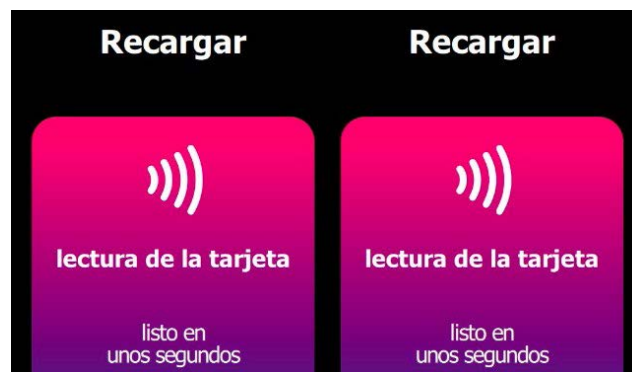 Recargar
lectura de la tarjeta
listo en
unos segundos
Recargar
lectura de la tarjeta
listo en
unos segundos